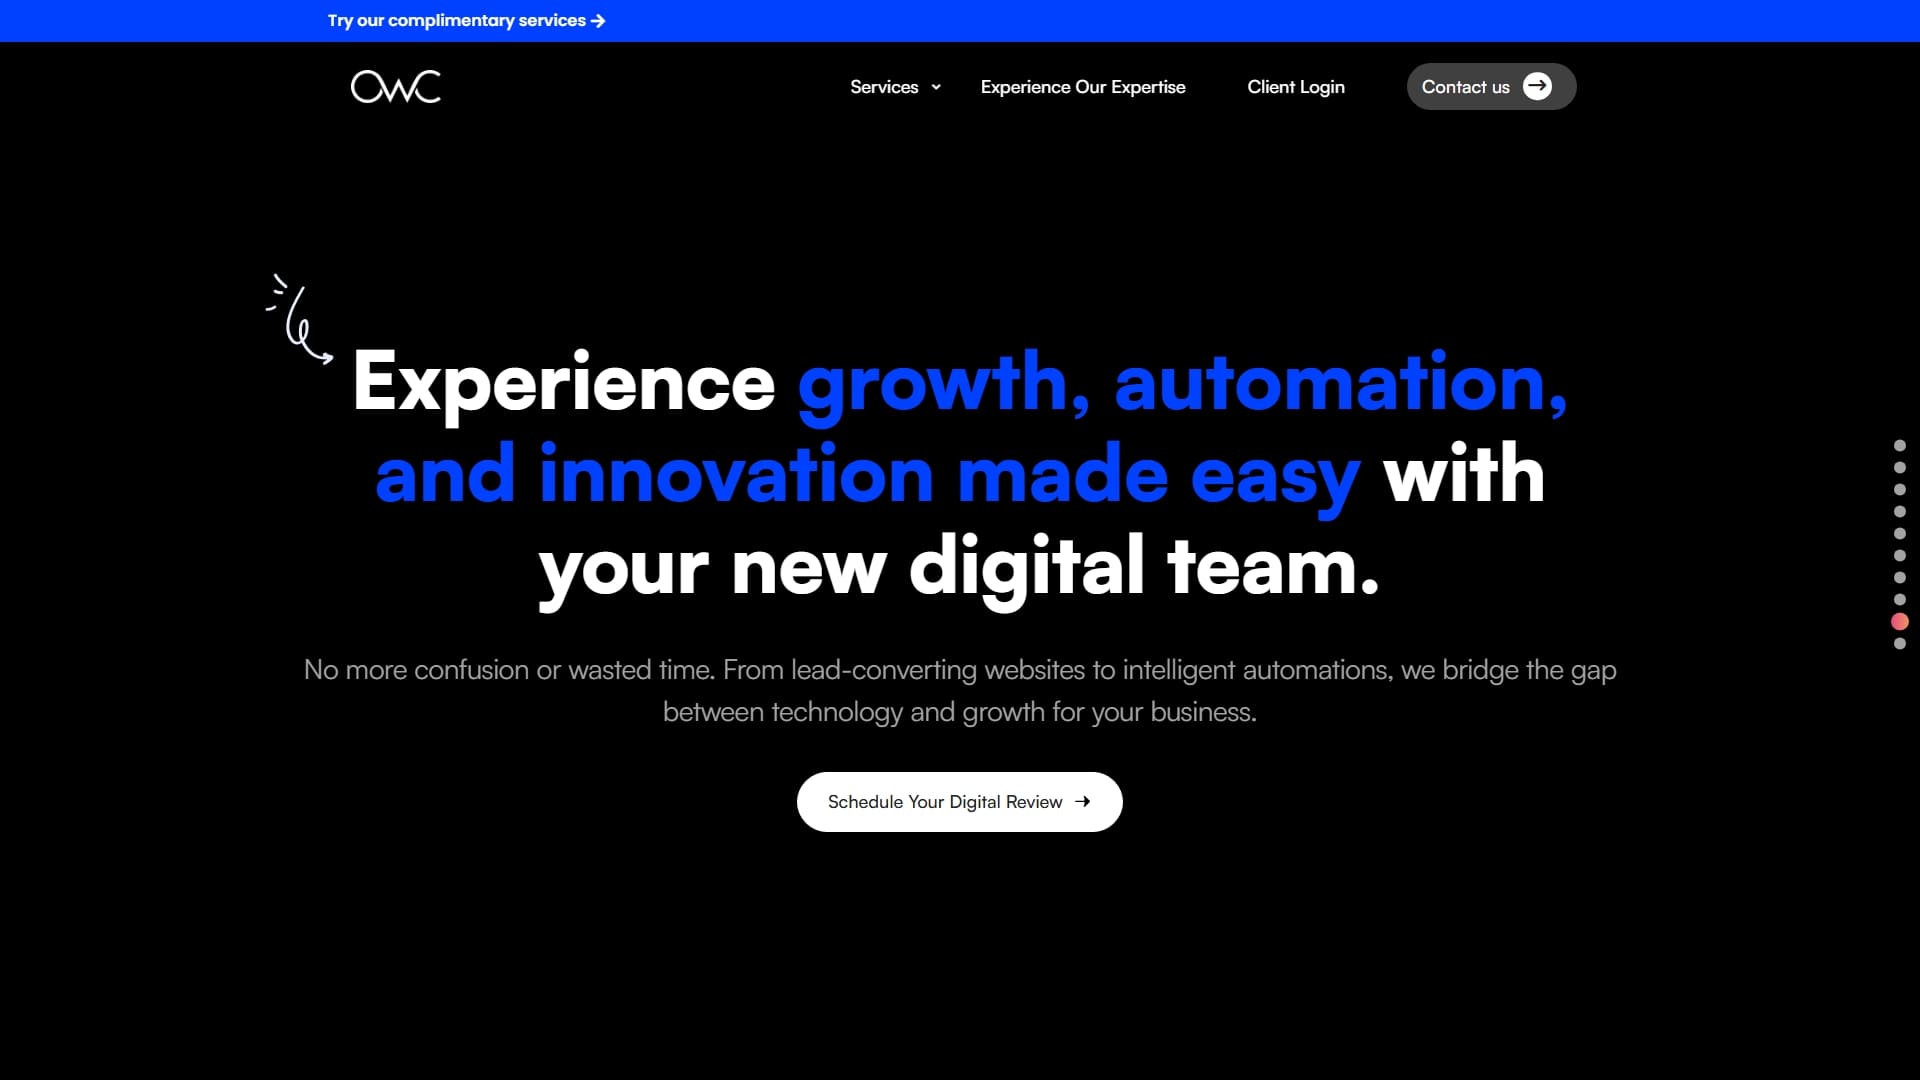 Try our complimentary services →
OWC
Services
Experience Our Expertise
Client Login
Contact us
Experience growth, automation,
and innovation made easy with
your new digital team.
No more confusion or wasted time. From lead-converting websites to intelligent automations, we bridge the gap
between technology and growth for your business.
Schedule Your Digital Review →